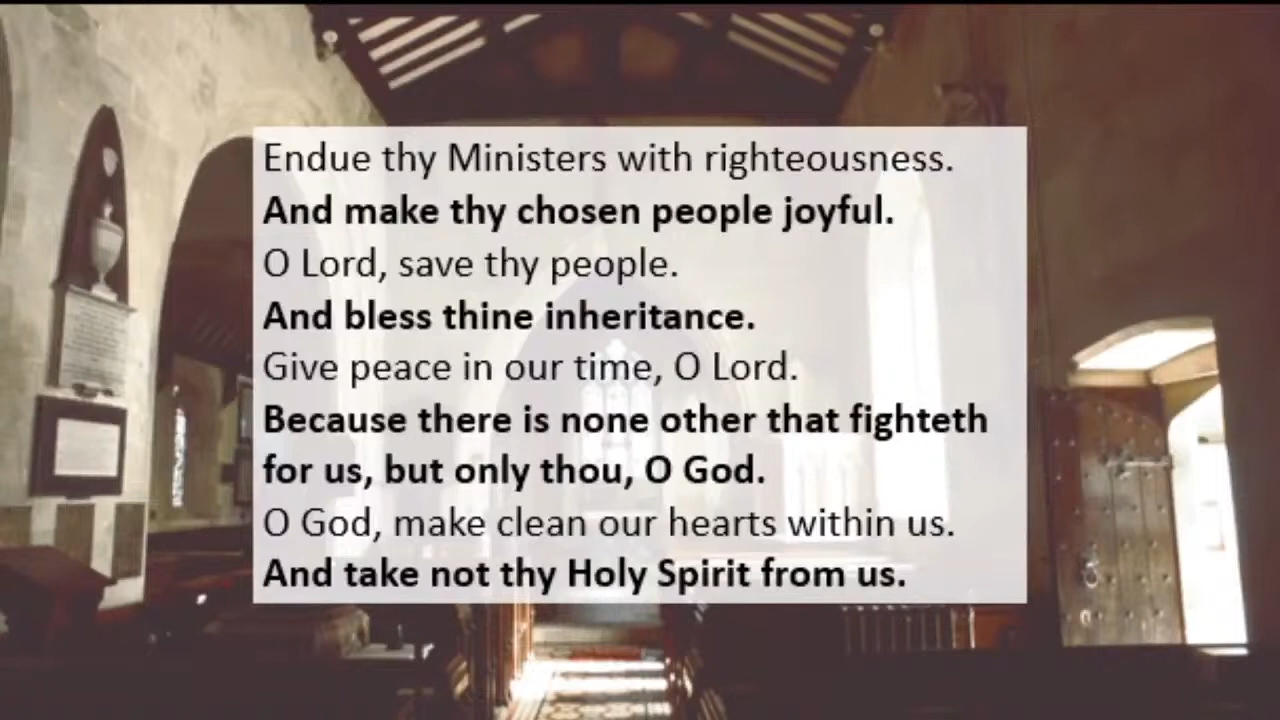 Endue thy Ministers with righteousness.
And make thy chosen people joyful.
O Lord, save thy people.
And bless thine inheritance.
Give peace in our time, O Lord.
Because there is none other that fighteth
for us, but only thou, O God.
O God, make clean our hearts within us.
And take not thy Holy Spirit from us.